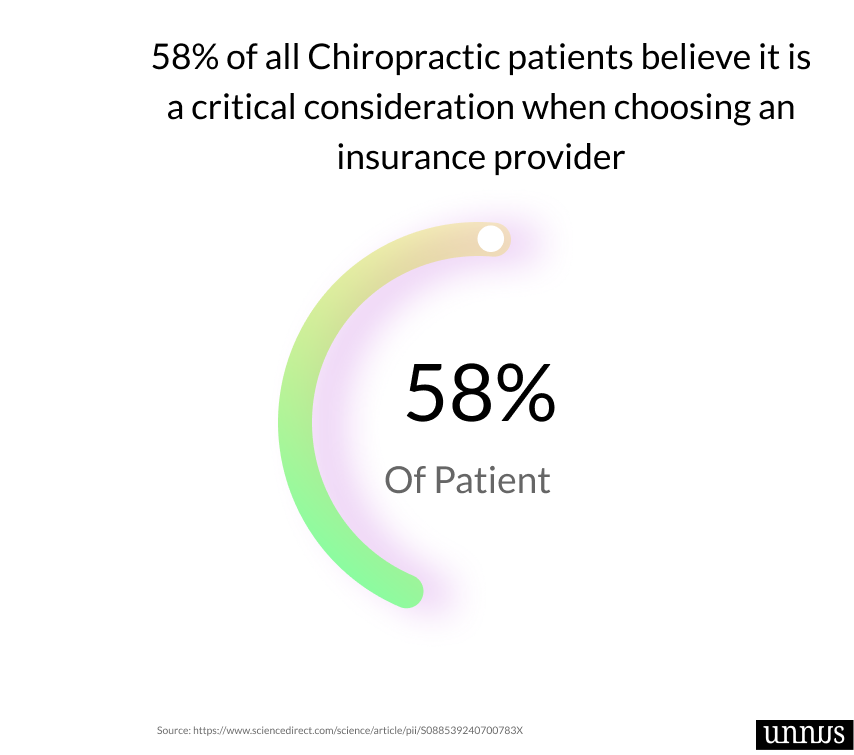 58% of all Chiropractic patients believe it is
a critical consideration when choosing an
insurance provider
58%
Of Patient
Source: https://www.sciencedirect.com/science/article/pii/S088539240700783X
unnus